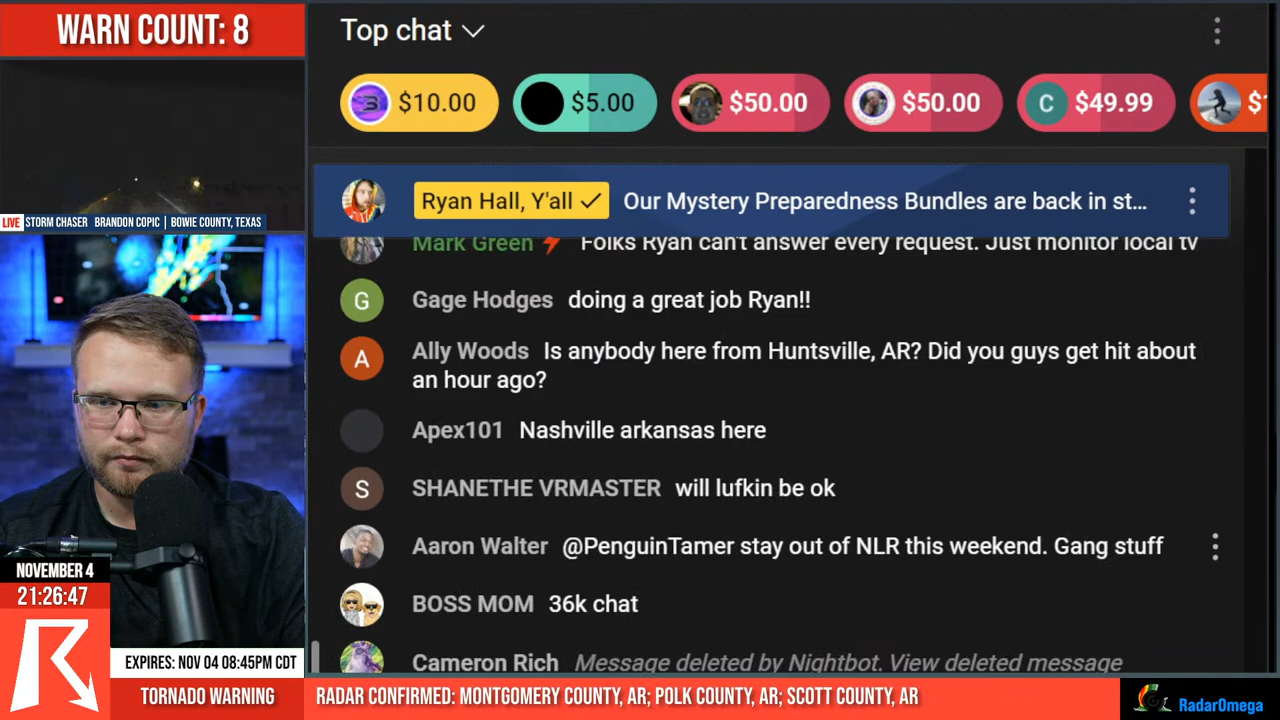 WARN COUNT: 8
LIVE STORM CHASER BRANDON COPIC | BOWIE COUNTY, TEXAS
NOVEMBER 4
21:26:47
EXPIRES: NOV 04 08:45PM CDT
TORNADO WARNING
RADAR CONFIRMED: MONTGOMERY COUNTY, AR; POLK COUNTY, AR; SCOTT COUNTY, AR
RadarOmega
Top chat
$10.00 $5.00 $50.00 $50.00 C $49.99
Ryan Hall, Y'all Our Mystery Preparedness Bundles are back in st...
Mark Green Folks Ryan can't answer every request. Just monitor local tv
G Gage Hodges doing a great job Ryan!!
A Ally Woods Is anybody here from Huntsville, AR? Did you guys get hit about
an hour ago?
Apex101 Nashville arkansas here
S SHANETHE VRMASTER will lufkin be ok
Aaron Walter @PenguinTamer stay out of NLR this weekend. Gang stuff
BOSS MOM 36k chat
Cameron Rich Message deleted by Nightbot. View deleted message